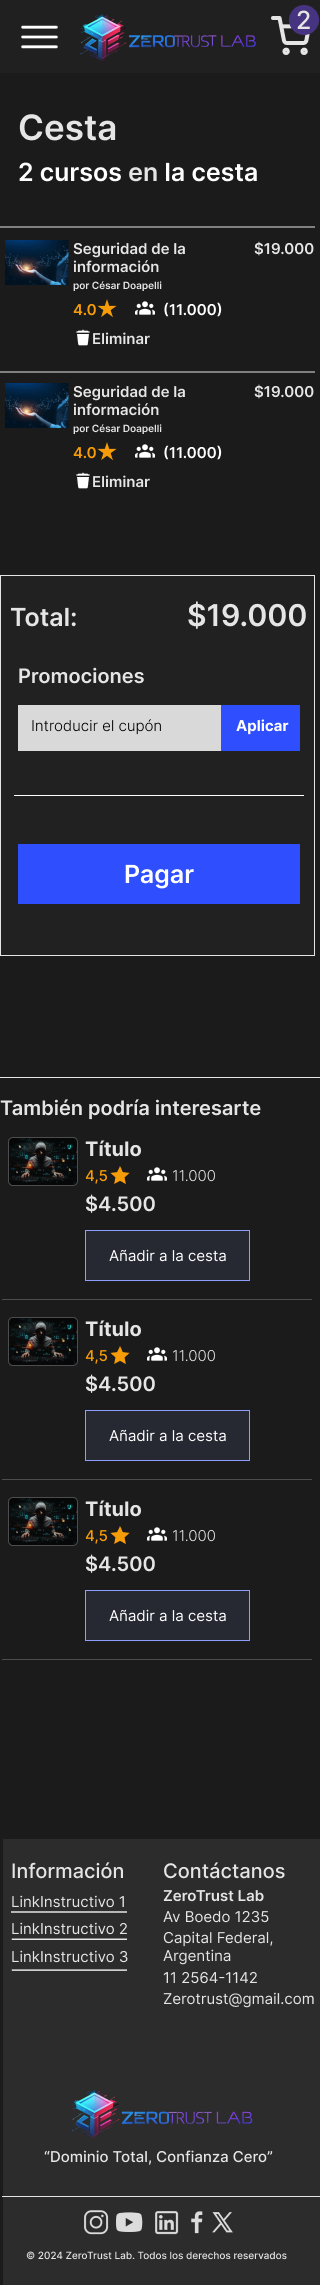 ZEROTRUST LAB
2
Cesta
2 cursos en la cesta
Seguridad de la
información
$19.000
por César Doapelli
4.0 (11.000)
Eliminar
Seguridad de la
información
$19.000
por César Doapelli
4.0 (11.000)
Eliminar
Total: $19.000
Promociones
Introducir el cupón Aplicar
Pagar
También podría interesarte
Título
4,5 11.000
$4.500
Añadir a la cesta
Título
4,5 11.000
$4.500
Añadir a la cesta
Título
4,5 11.000
$4.500
Añadir a la cesta
Información
LinkInstructivo 1
LinkInstructivo 2
LinkInstructivo 3
Contáctanos
ZeroTrust Lab
Av Boedo 1235
Capital Federal,
Argentina
11 2564-1142
Zerotrust@gmail.com
ZEROTRUST LAB
“Dominio Total, Confianza Cero”
© 2024 ZeroTrust Lab. Todos los derechos reservados